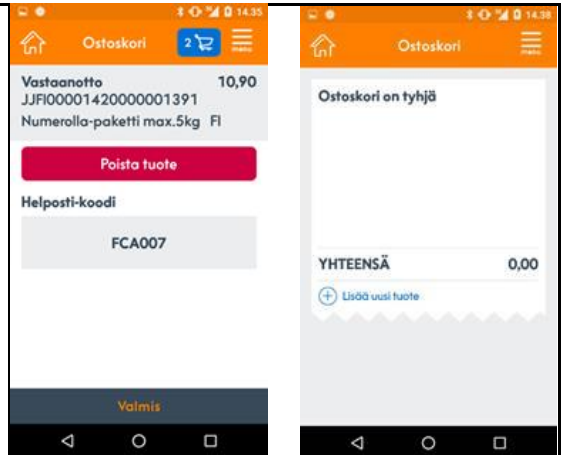 14.35
Ostoskori
2
menu
Vastaanotto 10,90
JJFI00001420000001391
Numerolla-paketti max.5kg FI
Poista tuote
Helposti-koodi
FCA007
Valmis
14.38
Ostoskori
menu
Ostoskori on tyhjä
YHTEENSÄ 0,00
Lisää uusi tuote